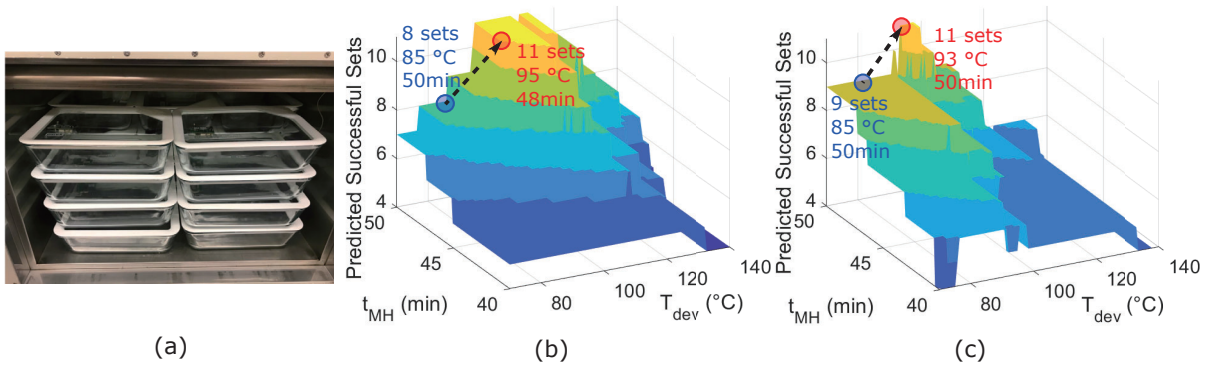 (a)
Predicted Successful Sets
10
8
6
4
50
45
40
t_MH (min)
80
100
120
140
T_dev (°C)
8 sets
85 °C
50min
11 sets
95 °C
48min
(b)
Predicted Successful Sets
10
8
6
4
50
45
40
t_MH (min)
80
100
120
140
T_dev (°C)
9 sets
85 °C
50min
11 sets
93 °C
50min
(c)